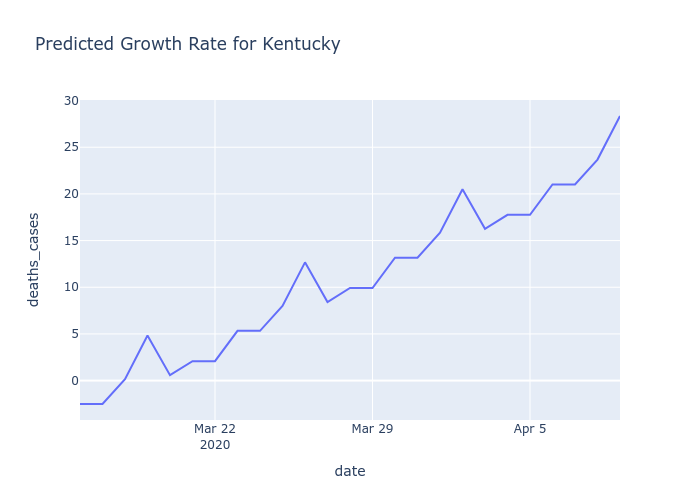 Predicted Growth Rate for Kentucky
30
25
20
15
10
5
0
deaths_cases
Mar 22
2020
Mar 29
Apr 5
date